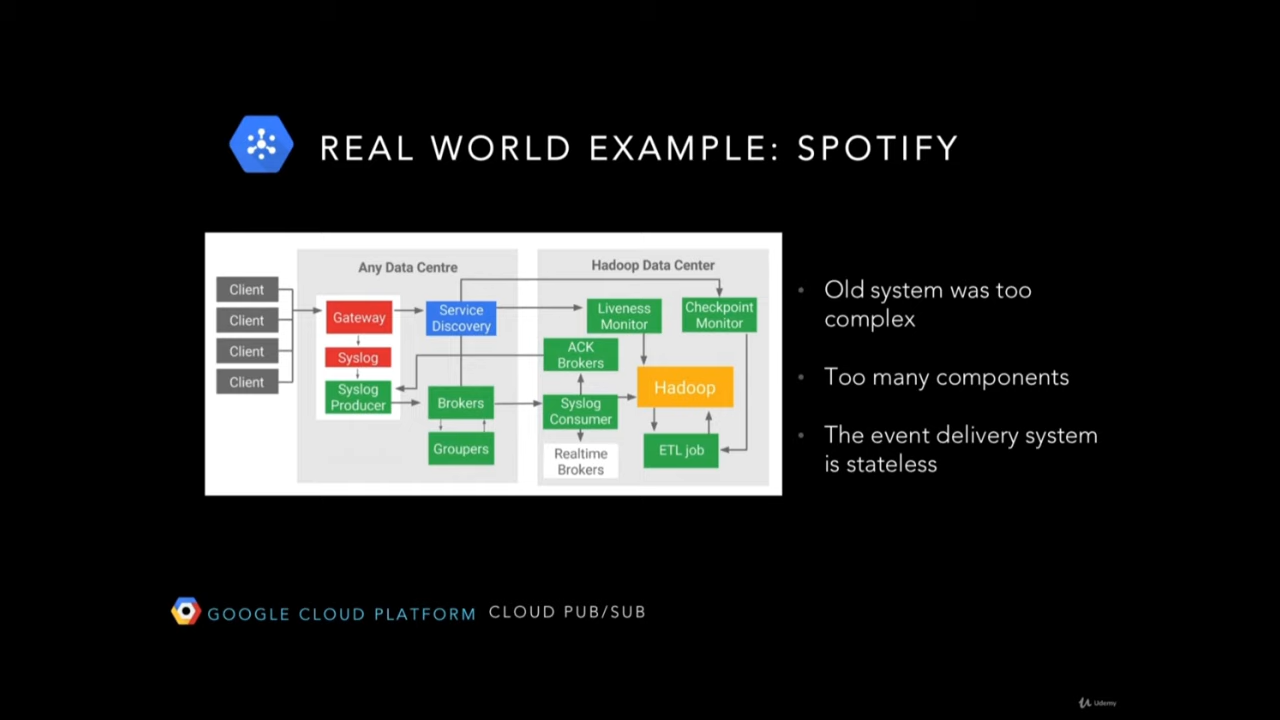 REAL WORLD EXAMPLE: SPOTIFY
Any Data Centre
Hadoop Data Center
Client
Client
Client
Client
Gateway
Syslog
Syslog
Producer
Service
Discovery
Brokers
Groupers
Liveness
Monitor
Checkpoint
Monitor
ACK
Brokers
Syslog
Consumer
Realtime
Brokers
Hadoop
ETL job
• Old system was too
complex
• Too many components
• The event delivery system
is stateless
GOOGLE CLOUD PLATFORM CLOUD PUB/SUB
Udemy